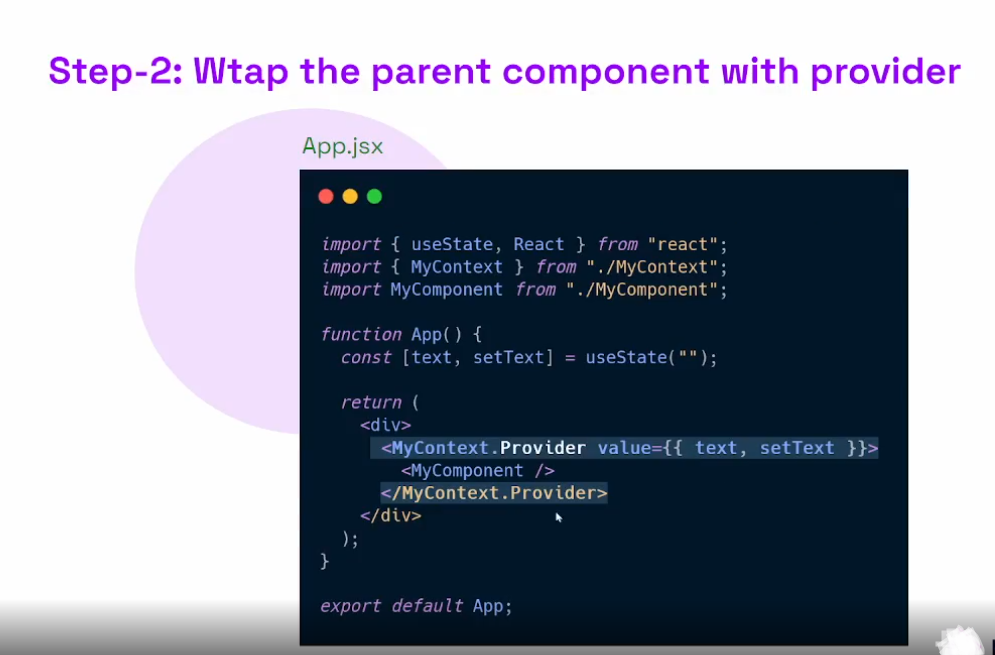 Step-2: Wtap the parent component with provider
App.jsx
import { useState, React } from "react";
import { MyContext } from "./MyContext";
import MyComponent from "./MyComponent";
function App() {
const [text, setText] = useState("");
return (
<div>
<MyContext.Provider value={{ text, setText }}>
<MyComponent />
</MyContext.Provider>
</div>
);
}
export default App;